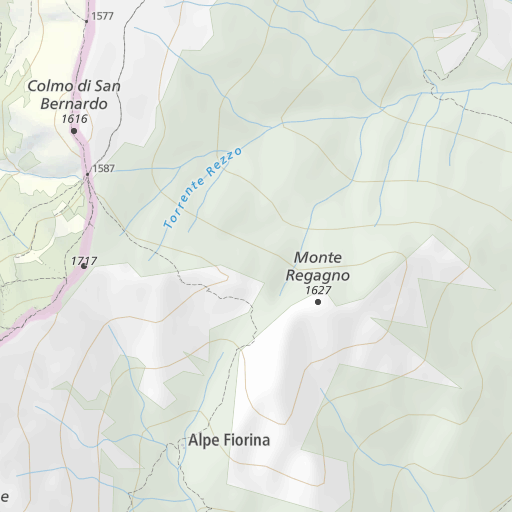 1577
Colmo di San
Bernardo
1616
1587
Torrente Rezzo
1717
Monte
Regagno
1627
Alpe Fiorina
e